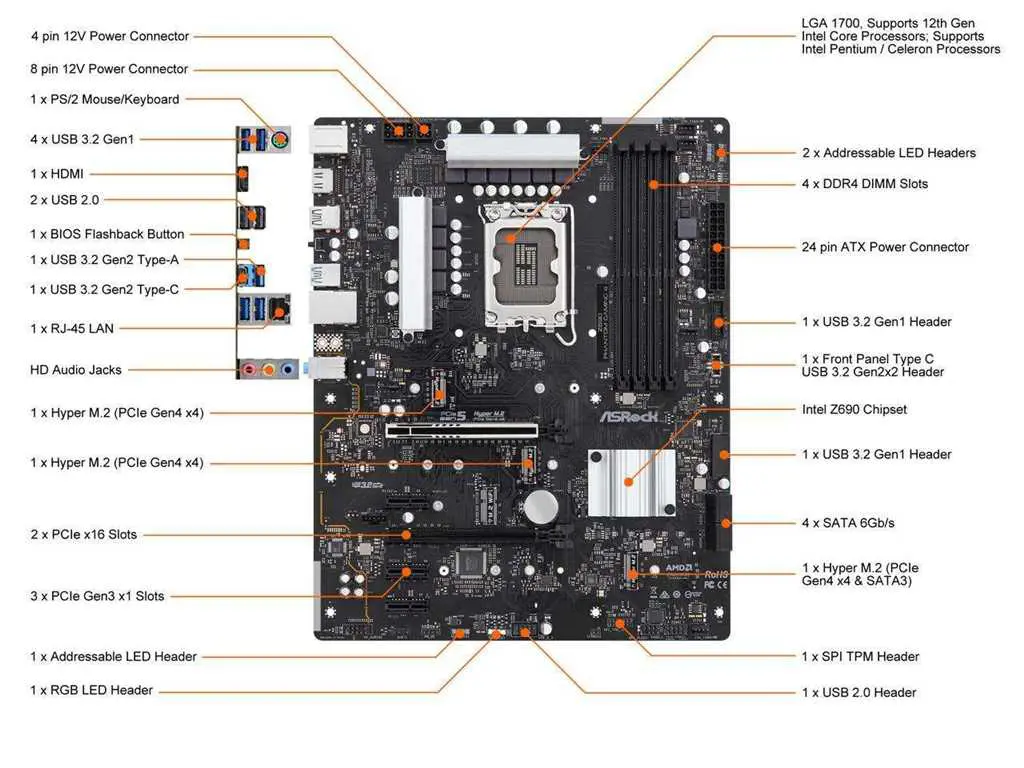 4 pin 12V Power Connector
8 pin 12V Power Connector
1 x PS/2 Mouse/Keyboard
4 x USB 3.2 Gen1
1 x HDMI
2 x USB 2.0
1 x BIOS Flashback Button
1 x USB 3.2 Gen2 Type-A
1 x USB 3.2 Gen2 Type-C
1 x RJ-45 LAN
HD Audio Jacks
1 x Hyper M.2 (PCIe Gen4 x4)
1 x Hyper M.2 (PCIe Gen4 x4)
2 x PCIe x16 Slots
3 x PCIe Gen3 x1 Slots
1 x Addressable LED Header
1 x RGB LED Header
LGA 1700, Supports 12th Gen
Intel Core Processors; Supports
Intel Pentium / Celeron Processors
2 x Addressable LED Headers
4 x DDR4 DIMM Slots
24 pin ATX Power Connector
1 x USB 3.2 Gen1 Header
1 x Front Panel Type C
USB 3.2 Gen2x2 Header
Intel Z690 Chipset
1 x USB 3.2 Gen1 Header
4 x SATA 6Gb/s
1 x Hyper M.2 (PCIe
Gen4 x4 & SATA3)
1 x SPI TPM Header
1 x USB 2.0 Header
PHANTOM GAMING 4
ASRock
PCIe 5
Hyper M.2
AMD
RoHS